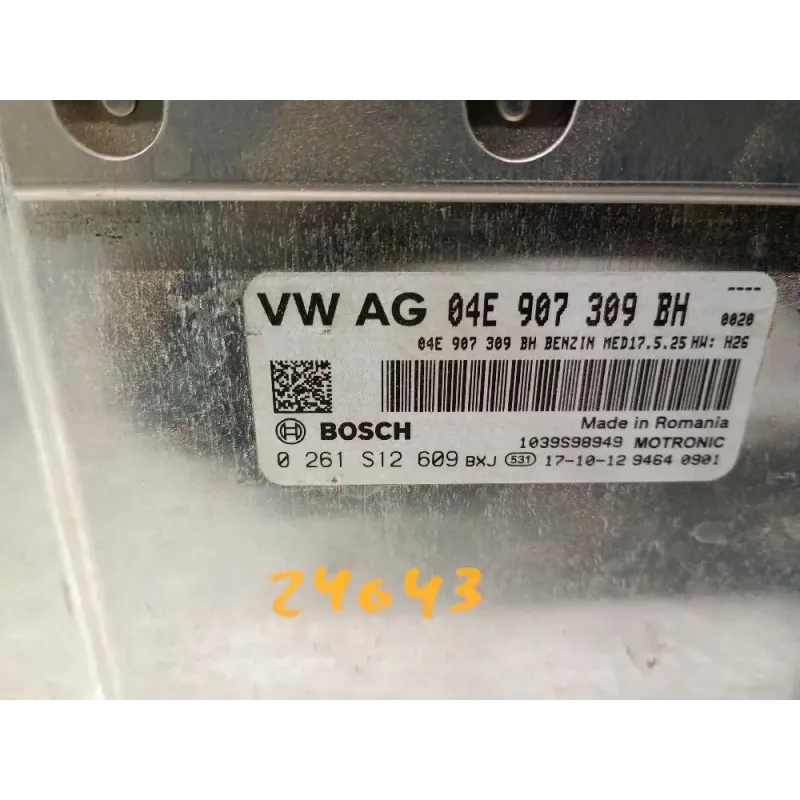 VW AG 04E 907 309 BH 0020
04E 907 309 BH BENZIN MED17.5.25 HW: H26
Made in Romania
BOSCH 1039S98949 MOTRONIC
0 261 S12 609 BXJ 531 17-10-12 9464 0901
24643